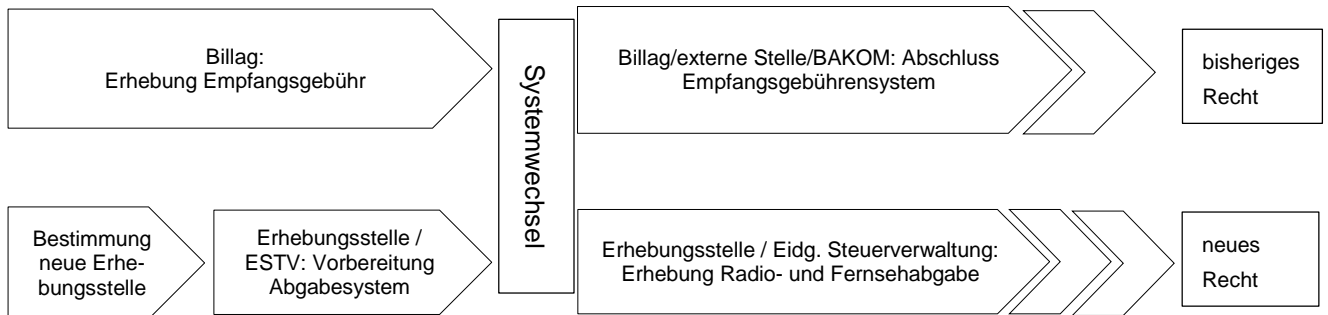 Billag:
Erhebung Empfangsgebühr
Systemwechsel
Billag/externe Stelle/BAKOM: Abschluss
Empfangsgebührensystem
bisheriges
Recht
Bestimmung
neue Erhe-
bungsstelle
Erhebungsstelle /
ESTV: Vorbereitung
Abgabesystem
Erhebungsstelle / Eidg. Steuerverwaltung:
Erhebung Radio- und Fernsehabgabe
neues
Recht